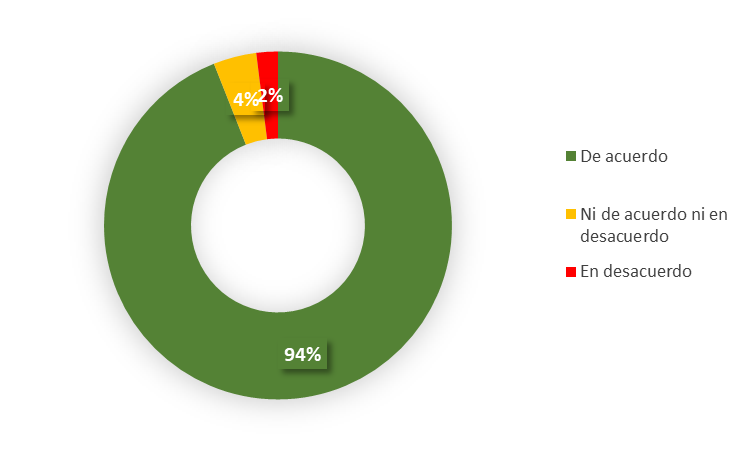 4%
2%
94%
De acuerdo
Ni de acuerdo ni en
desacuerdo
En desacuerdo